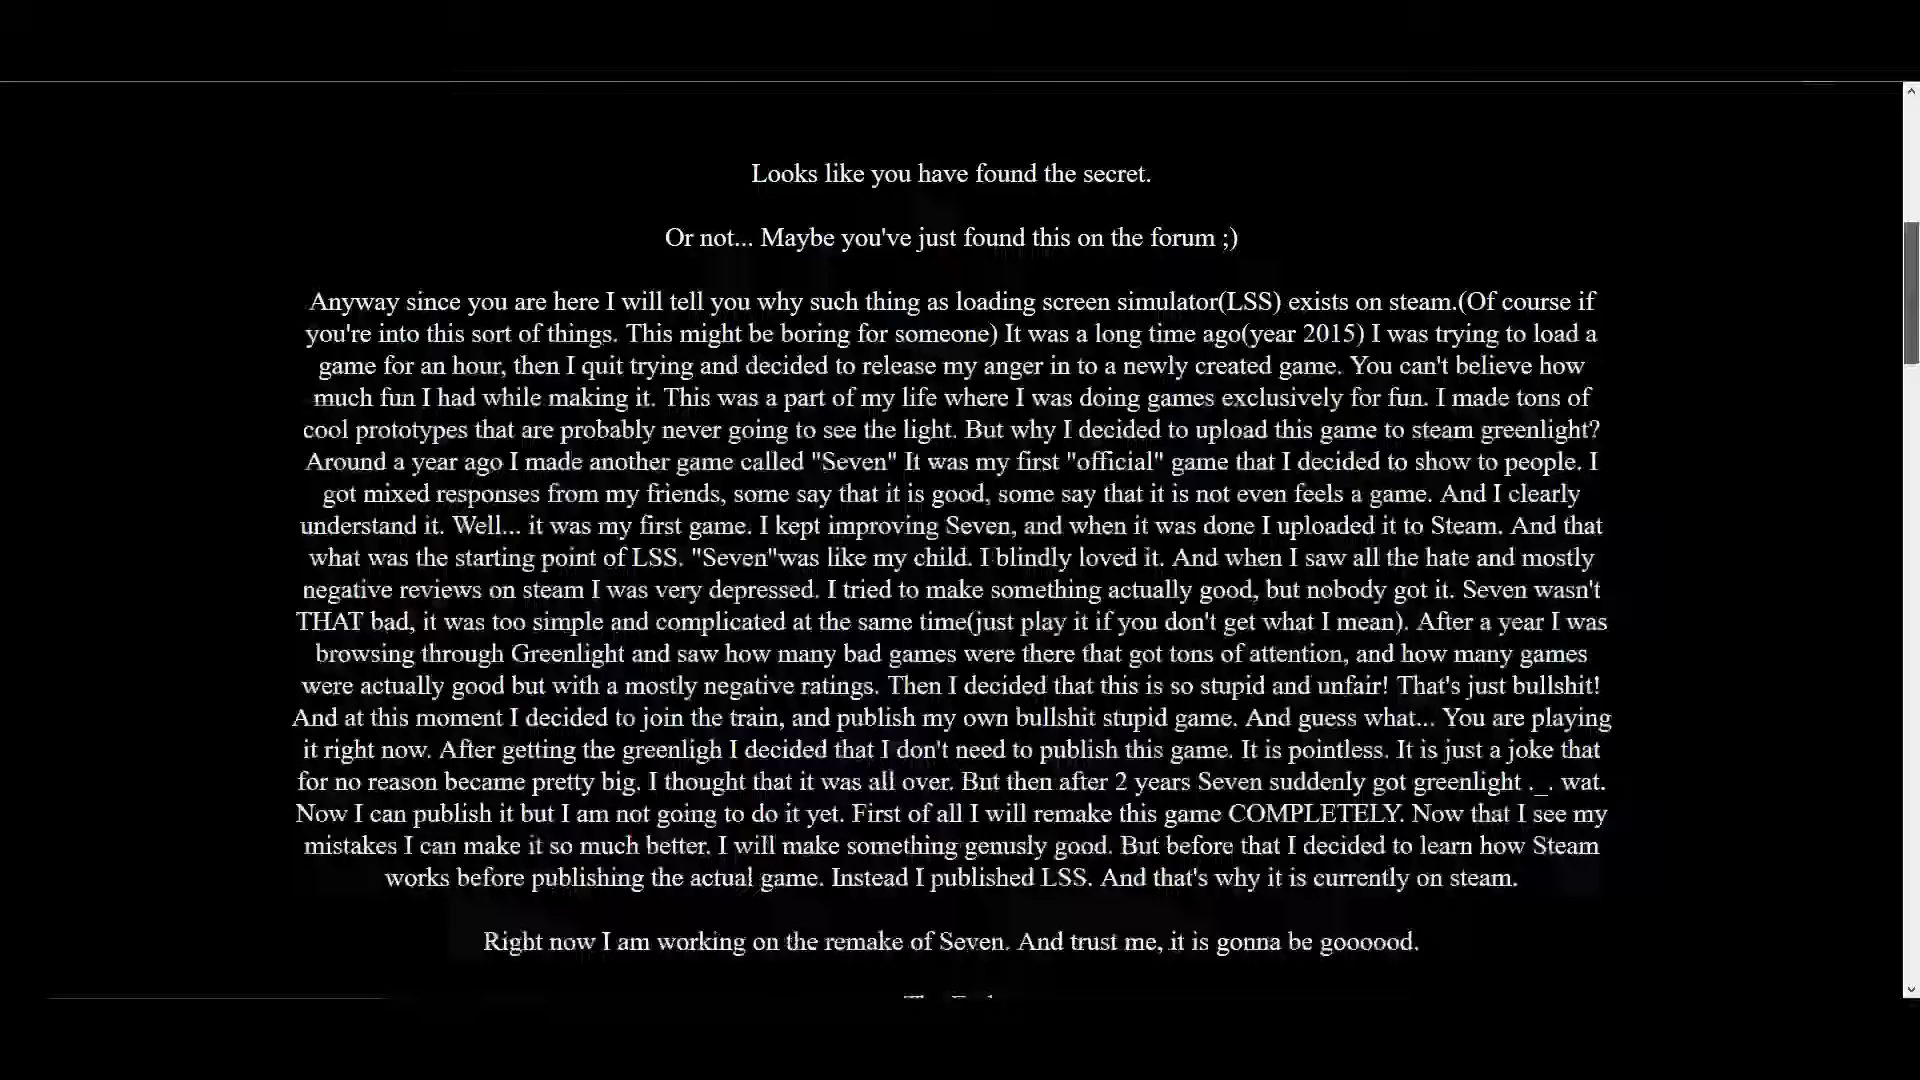 Looks like you have found the secret.
Or not... Maybe you've just found this on the forum ;)
Anyway since you are here I will tell you why such thing as loading screen simulator(LSS) exists on steam.(Of course if
you're into this sort of things. This might be boring for someone) It was a long time ago(year 2015) I was trying to load a
game for an hour, then I quit trying and decided to release my anger in to a newly created game. You can't believe how
much fun I had while making it. This was a part of my life where I was doing games exclusively for fun. I made tons of
cool prototypes that are probably never going to see the light. But why I decided to upload this game to steam greenlight?
Around a year ago I made another game called "Seven" It was my first "official" game that I decided to show to people. I
got mixed responses from my friends, some say that it is good, some say that it is not even feels a game. And I clearly
understand it. Well... it was my first game. I kept improving Seven, and when it was done I uploaded it to Steam. And that
what was the starting point of LSS. "Seven"was like my child. I blindly loved it. And when I saw all the hate and mostly
negative reviews on steam I was very depressed. I tried to make something actually good, but nobody got it. Seven wasn't
THAT bad, it was too simple and complicated at the same time(just play it if you don't get what I mean). After a year I was
browsing through Greenlight and saw how many bad games were there that got tons of attention, and how many games
were actually good but with a mostly negative ratings. Then I decided that this is so stupid and unfair! That's just bullshit!
And at this moment I decided to join the train, and publish my own bullshit stupid game. And guess what... You are playing
it right now. After getting the greenligh I decided that I don't need to publish this game. It is pointless. It is just a joke that
for no reason became pretty big. I thought that it was all over. But then after 2 years Seven suddenly got greenlight ._. wat.
Now I can publish it but I am not going to do it yet. First of all I will remake this game COMPLETELY. Now that I see my
mistakes I can make it so much better. I will make something genusly good. But before that I decided to learn how Steam
works before publishing the actual game. Instead I published LSS. And that's why it is currently on steam.
Right now I am working on the remake of Seven. And trust me, it is gonna be goooood.